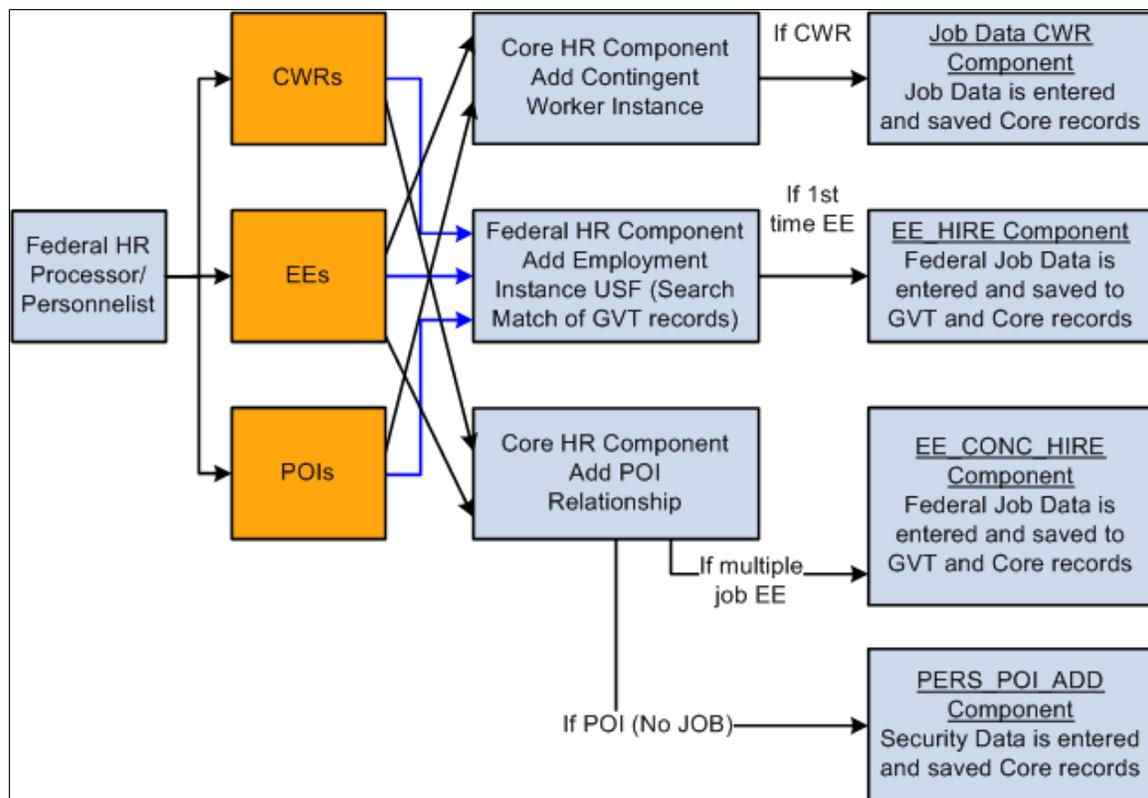 CWRs
Core HR Component
Add Contingent
Worker Instance
If CWR
Job Data CWR
Component
Job Data is entered
and saved Core records
Federal HR
Processor/
Personnelist
EEs
Federal HR Component
Add Employment
Instance USF (Search
Match of GVT records)
If 1st
time EE
EE_HIRE Component
Federal Job Data is
entered and saved to
GVT and Core records
POIs
Core HR Component
Add POI
Relationship
If multiple
job EE
EE_CONC_HIRE
Component
Federal Job Data is
entered and saved to
GVT and Core records
If POI (No JOB)
PERS_POI_ADD
Component
Security Data is entered
and saved Core records